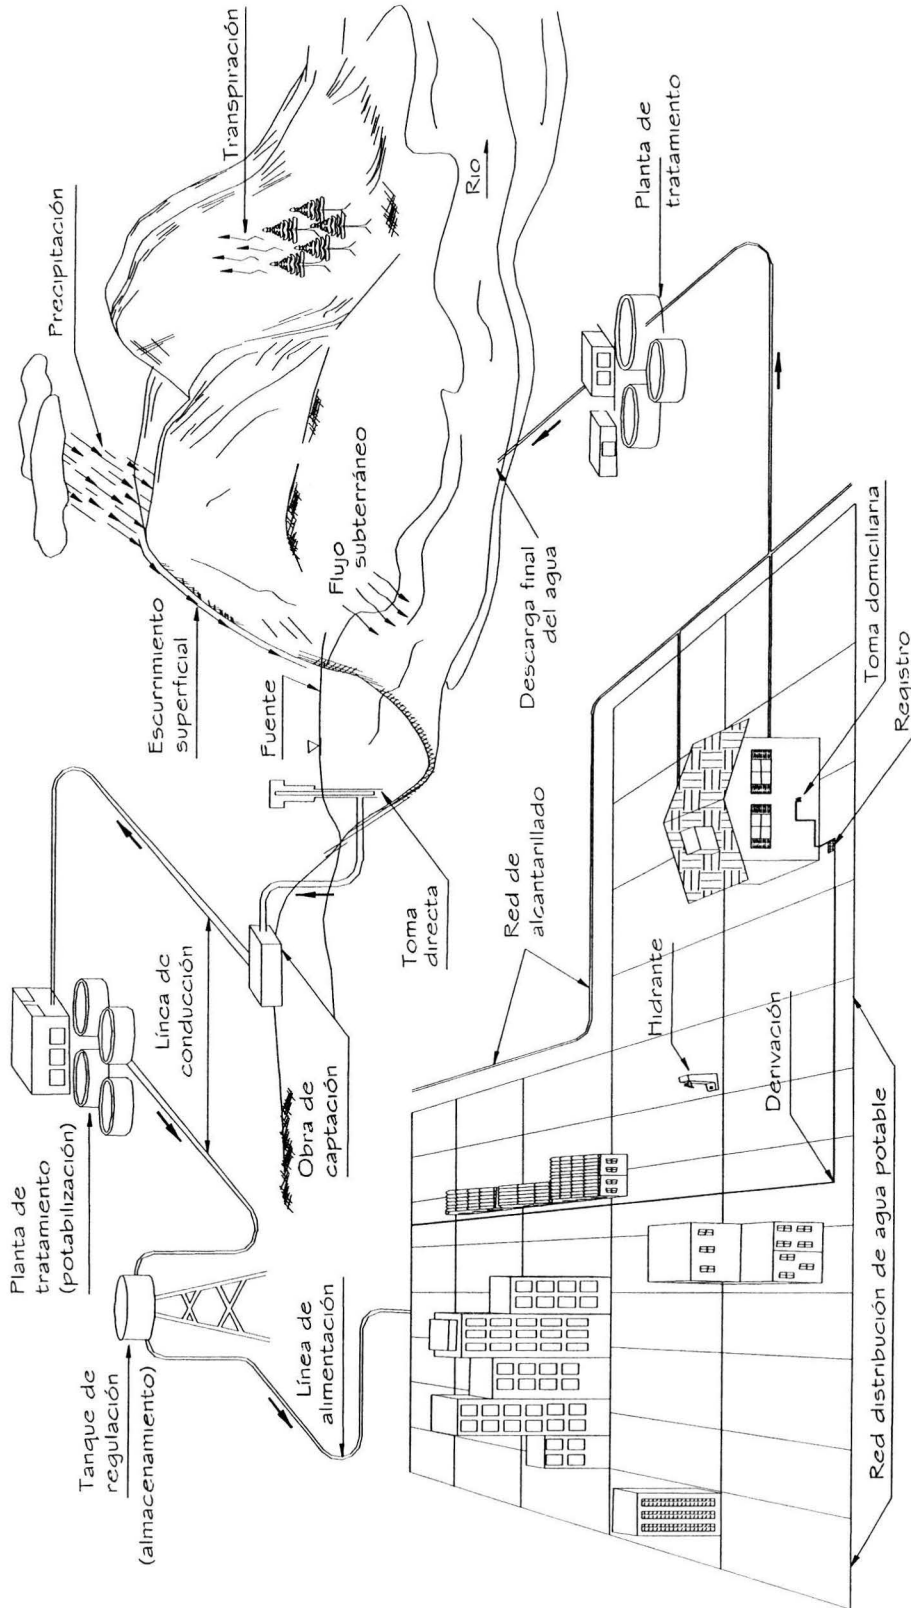 Planta de
tratamiento
(potabilización)
Tanque de
regulación
(almacenamiento)
Línea de
conducción
Línea de
alimentación
Obra de
captación
Toma
directa
Fuente
Escurrimiento
superficial
Precipitación
Transpiración
Flujo
subterráneo
Rio
Descarga final
del agua
Planta de
tratamiento
Red de
alcantarillado
Hidrante
Derivación
Toma domiciliaria
Registro
Red distribución de agua potable